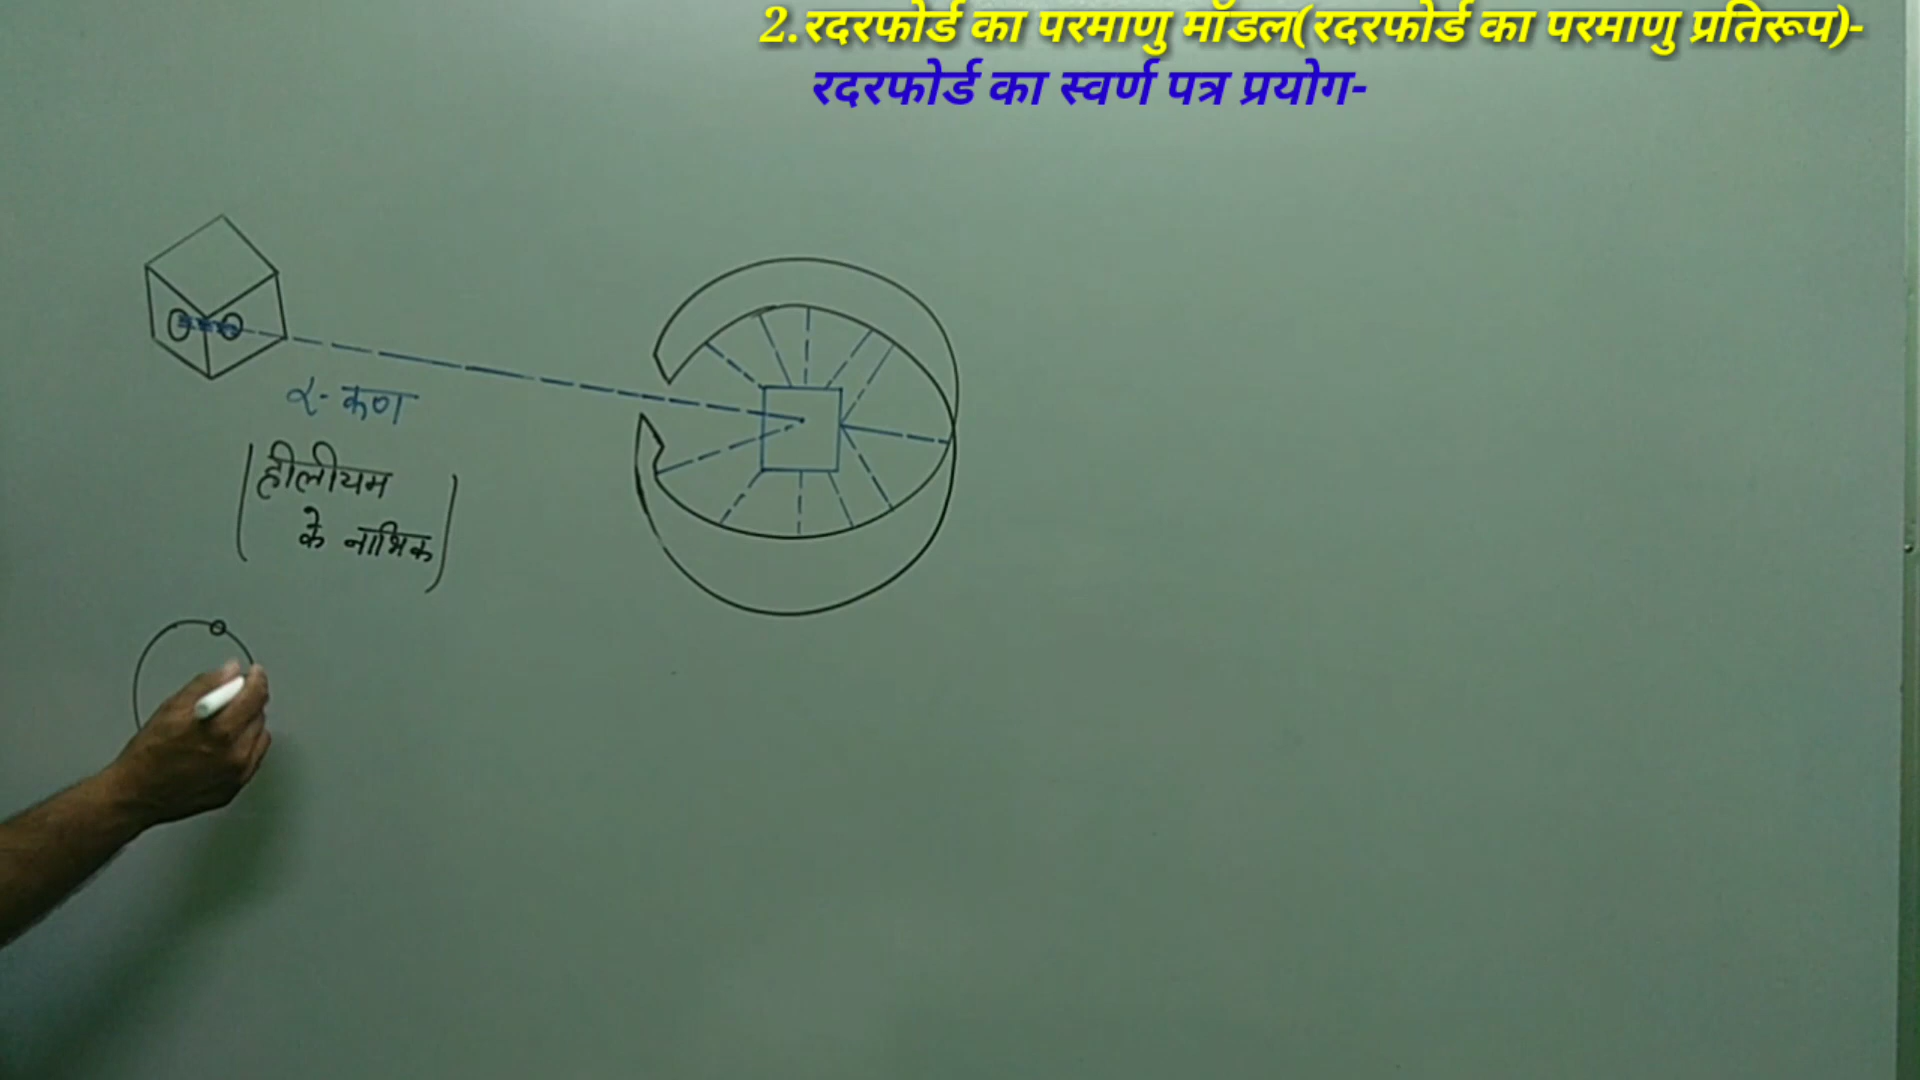 2.रदरफोर्ड का परमाणु मॉडल(रदरफोर्ड का परमाणु प्रतिरूप)-
रदरफोर्ड का स्वर्ण पत्र प्रयोग-
α-कण
(हीलीयम
के नाभिक)